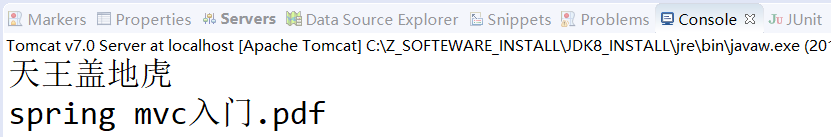 Markers Properties Servers Data Source Explorer Snippets Problems Console JUnit
Tomcat v7.0 Server at localhost [Apache Tomcat] C:\Z_SOFTEWARE_INSTALL\JDK8_INSTALL\jre\bin\javaw.exe (201
天王盖地虎
spring mvc入门.pdf